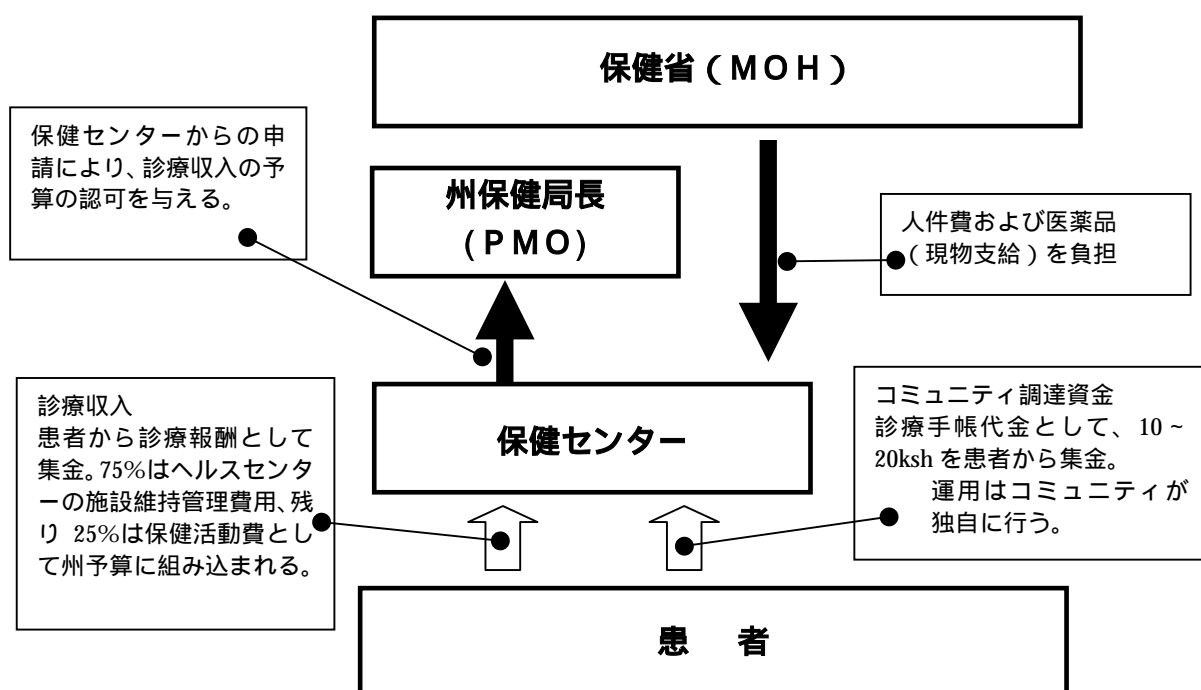 保健省(MOH)
保健センターからの申
請により、診療収入の予
算の認可を与える。
州保健局長
(PMO)
人件費および医薬品
(現物支給)を負担
診療収入
患者から診療報酬として
集金。75%はヘルスセンタ
ーの施設維持管理費用、残
り 25%は保健活動費とし
て州予算に組み込まれる。
保健センター
コミュニティ調達資金
診療手帳代金として、10~
20ksh を患者から集金。
運用はコミュニティが
独自に行う。
患 者